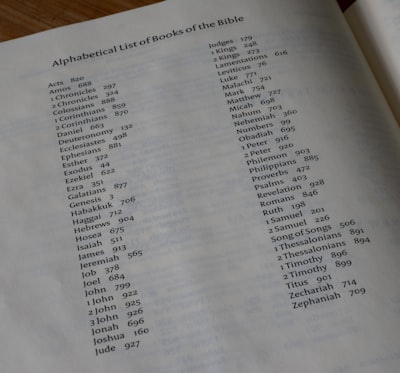 Alphabetical List of Books of the Bible
Acts 820
Amos 688
1 Chronicles 297
2 Chronicles 324
Colossians 888
1 Corinthians 859
2 Corinthians 870
Daniel 663
Deuteronomy 132
Ecclesiastes 498
Ephesians 881
Esther 372
Exodus 44
Ezekiel 622
Ezra 351
Galatians 877
Genesis 3
Habakkuk 706
Haggai 712
Hebrews 904
Hosea 675
Isaiah 511
James 913
Jeremiah 565
Job 378
Joel 684
John 799
1 John 922
2 John 925
3 John 926
Jonah 696
Joshua 160
Jude 927
Judges 179
1 Kings 248
2 Kings 273
Lamentations 616
Leviticus 76
Luke 771
Malachi 721
Mark 754
Matthew 727
Micah 698
Nahum 703
Nehemiah 360
Numbers 99
Obadiah 695
1 Peter 916
2 Peter 920
Philemon 903
Philippians 885
Proverbs 472
Psalms 403
Revelation 928
Romans 846
Ruth 198
1 Samuel 201
2 Samuel 226
Song of Songs 506
1 Thessalonians 891
2 Thessalonians 894
1 Timothy 896
2 Timothy 899
Titus 901
Zechariah 714
Zephaniah 709